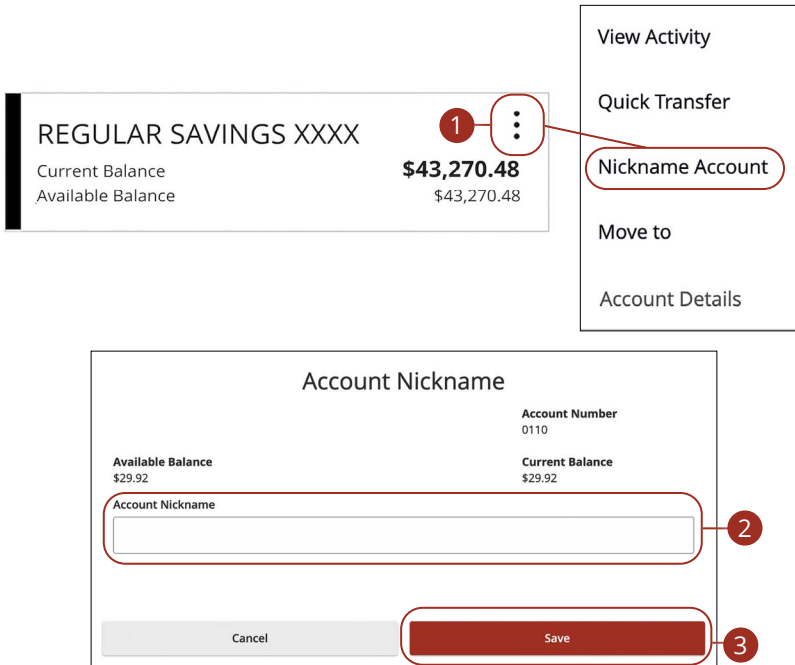 REGULAR SAVINGS XXXX
Current Balance $43,270.48
Available Balance $43,270.48
1
View Activity
Quick Transfer
Nickname Account
Move to
Account Details
Account Nickname
Account Number
0110
Available Balance Current Balance
$29.92 $29.92
Account Nickname
2
Cancel Save
3